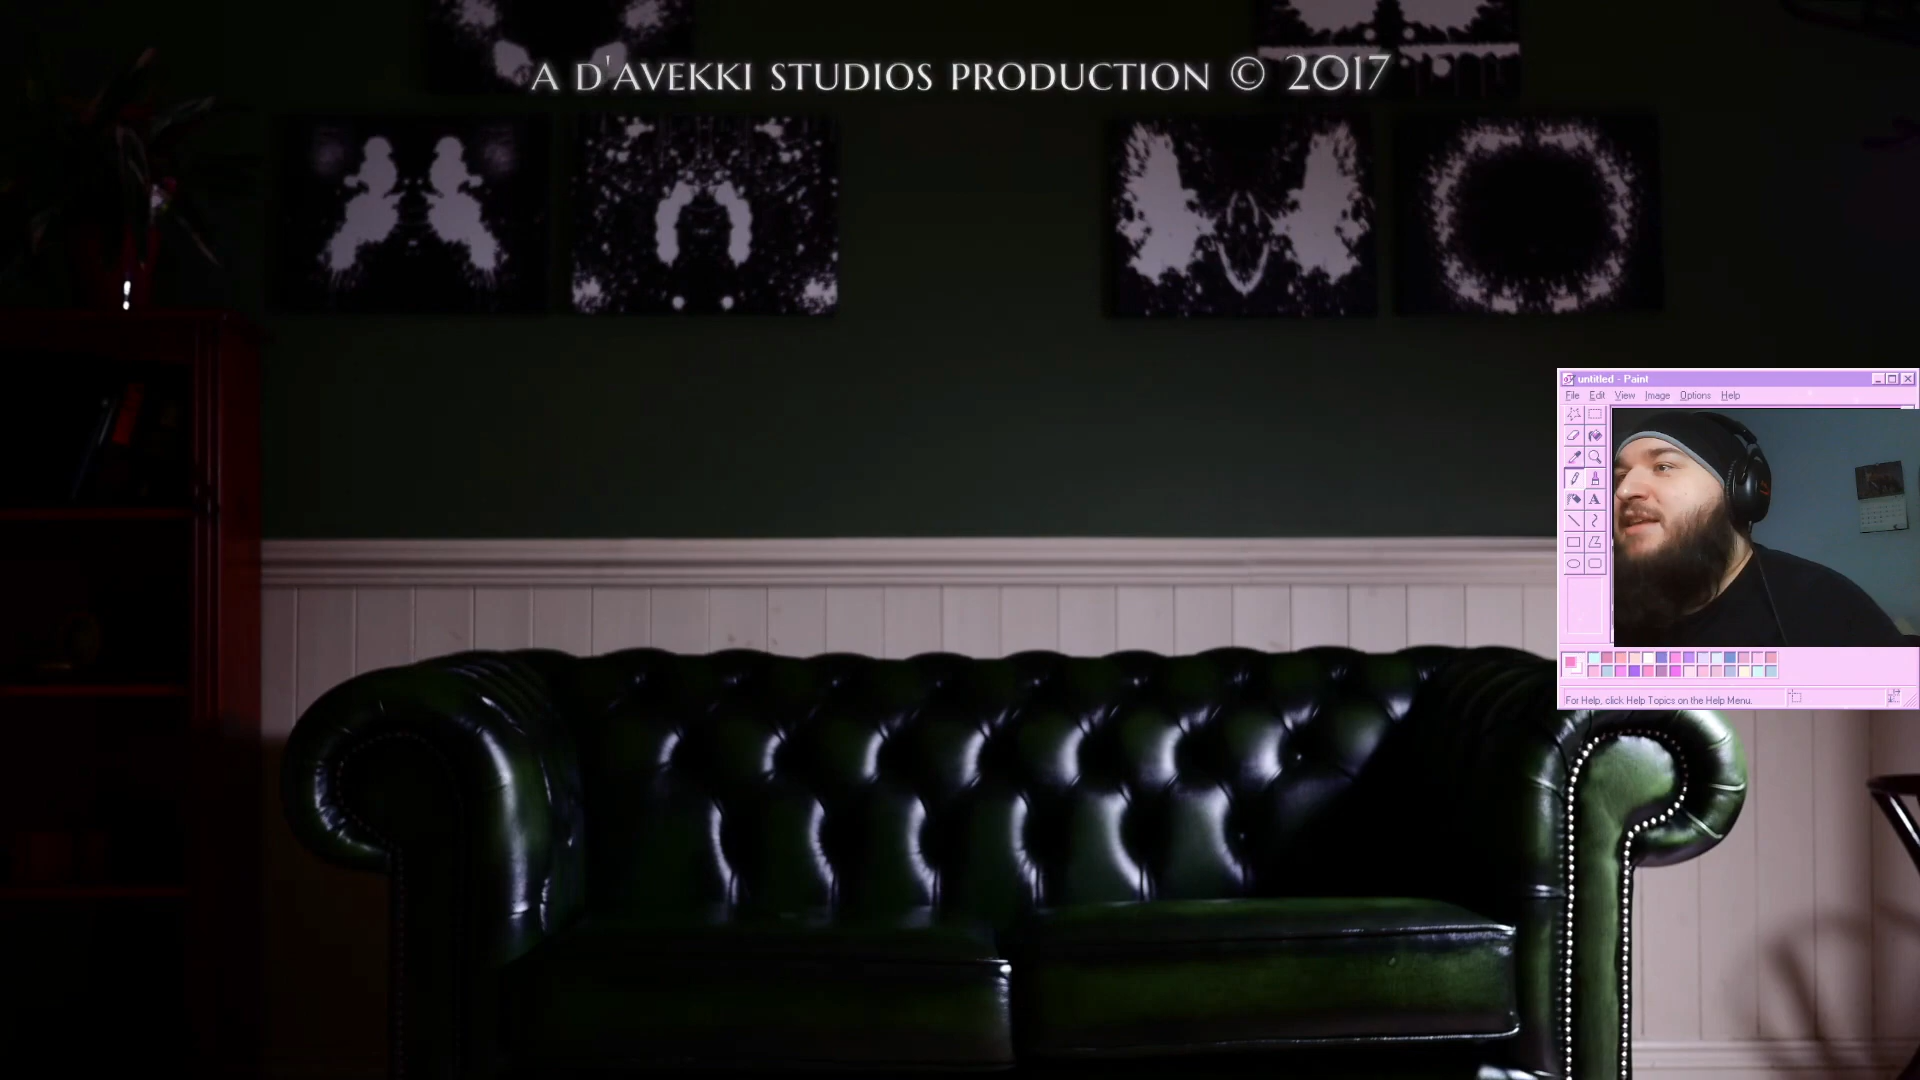 A D'AVEKKI STUDIOS PRODUCTION © 2017
untitled - Paint
File Edit View Image Options Help
A
For Help, click Help Topics on the Help Menu.